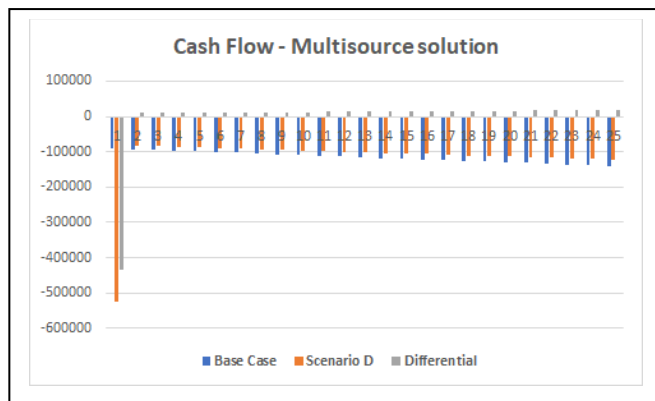 Cash Flow - Multisource solution
100000
0
1 2 3 4 5 6 7 8 9 10 11 12 13 14 15 16 17 18 19 20 21 22 23 24 25
-100000
-200000
-300000
-400000
-500000
-600000
Base Case Scenario D Differential